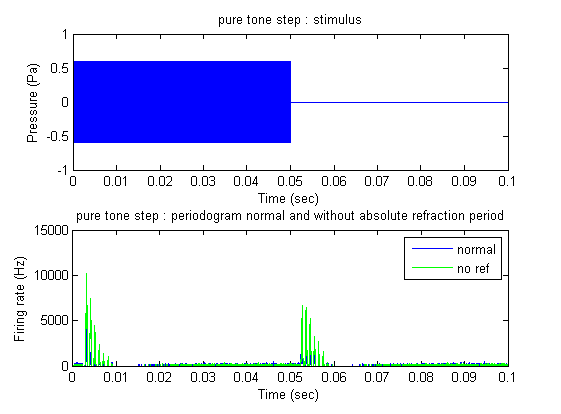 pure tone step : stimulus
1
0.5
0
-0.5
-1
Pressure (Pa)
0 0.01 0.02 0.03 0.04 0.05 0.06 0.07 0.08 0.09 0.1
Time (sec)
pure tone step : periodogram normal and without absolute refraction period
15000
10000
5000
0
Firing rate (Hz)
normal
no ref
0 0.01 0.02 0.03 0.04 0.05 0.06 0.07 0.08 0.09 0.1
Time (sec)